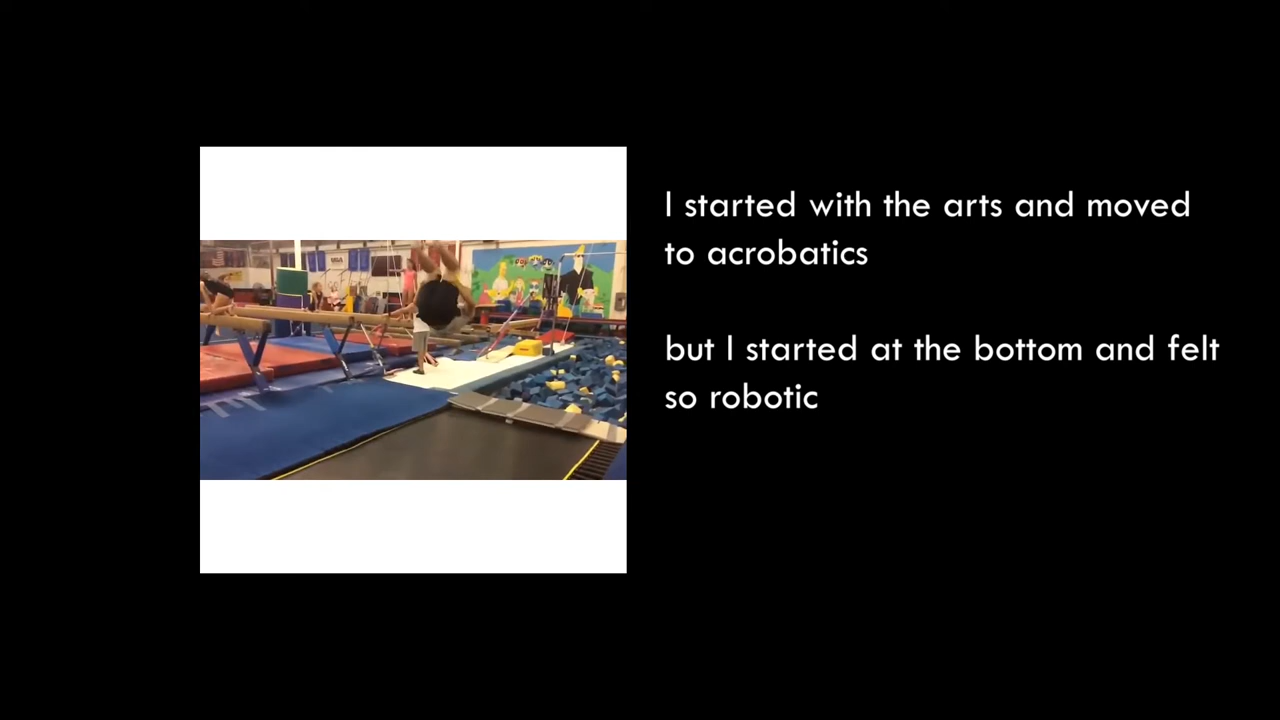 I started with the arts and moved
to acrobatics
but I started at the bottom and felt
so robotic